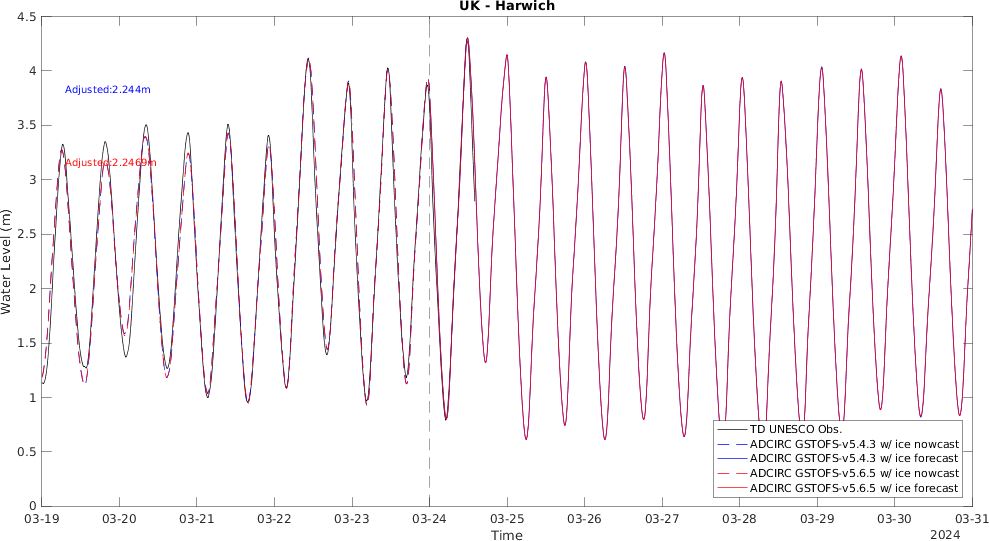 UK - Harwich
4.5
4
3.5
3
2.5
2
1.5
1
0.5
0
Water Level (m)
Adjusted:2.244m
Adjusted:2.2469m
TD UNESCO Obs.
ADCIRC GSTOFS-v5.4.3 w/ ice nowcast
ADCIRC GSTOFS-v5.4.3 w/ ice forecast
ADCIRC GSTOFS-v5.6.5 w/ ice nowcast
ADCIRC GSTOFS-v5.6.5 w/ ice forecast
03-19 03-20 03-21 03-22 03-23 03-24 03-25 03-26 03-27 03-28 03-29 03-30 03-31
Time
2024